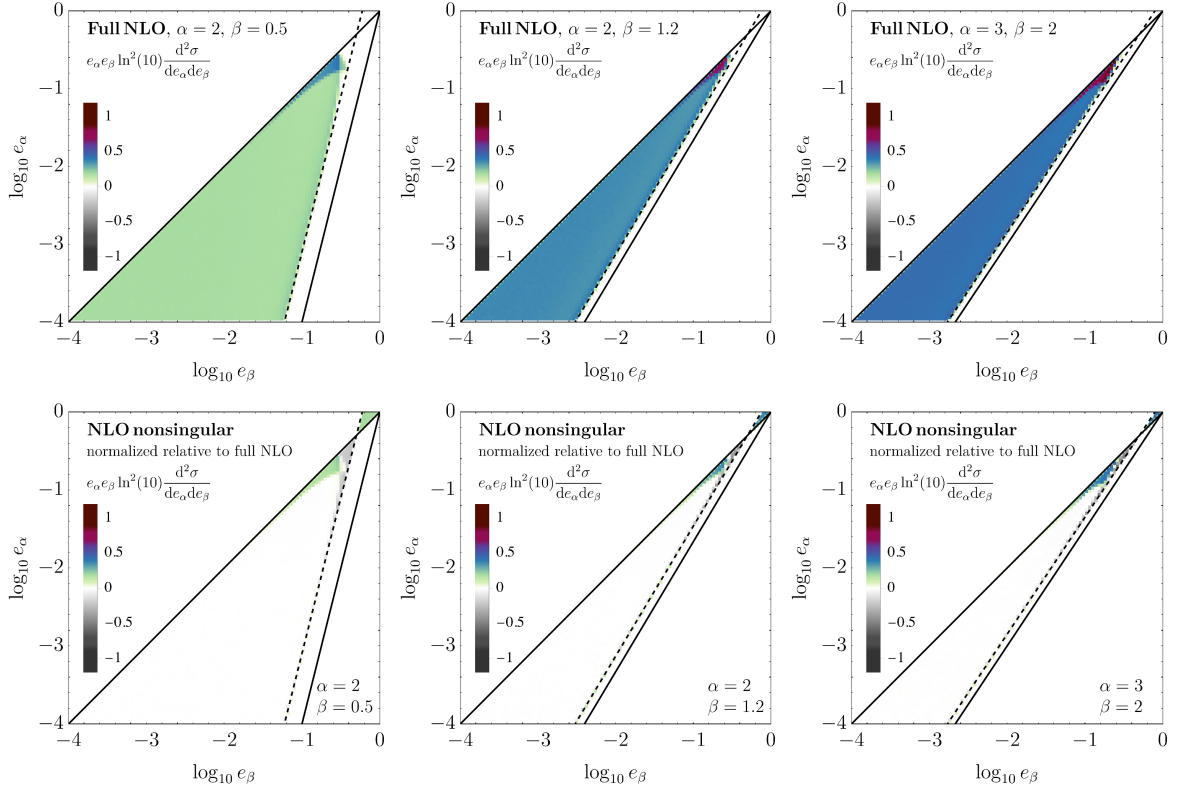 Full NLO, α = 2, β = 0.5
e_α e_β ln²(10) d²σ / de_α de_β
1
0.5
0
−0.5
−1
0
−1
−2
−3
−4
log₁₀ e_α
−4
−3
−2
−1
0
log₁₀ e_β
Full NLO, α = 2, β = 1.2
e_α e_β ln²(10) d²σ / de_α de_β
1
0.5
0
−0.5
−1
0
−1
−2
−3
−4
log₁₀ e_α
−4
−3
−2
−1
0
log₁₀ e_β
Full NLO, α = 3, β = 2
e_α e_β ln²(10) d²σ / de_α de_β
1
0.5
0
−0.5
−1
0
−1
−2
−3
−4
log₁₀ e_α
−4
−3
−2
−1
0
log₁₀ e_β
NLO nonsingular
normalized relative to full NLO
e_α e_β ln²(10) d²σ / de_α de_β
1
0.5
0
−0.5
−1
α = 2
β = 0.5
0
−1
−2
−3
−4
log₁₀ e_α
−4
−3
−2
−1
0
log₁₀ e_β
NLO nonsingular
normalized relative to full NLO
e_α e_β ln²(10) d²σ / de_α de_β
1
0.5
0
−0.5
−1
α = 2
β = 1.2
0
−1
−2
−3
−4
log₁₀ e_α
−4
−3
−2
−1
0
log₁₀ e_β
NLO nonsingular
normalized relative to full NLO
e_α e_β ln²(10) d²σ / de_α de_β
1
0.5
0
−0.5
−1
α = 3
β = 2
0
−1
−2
−3
−4
log₁₀ e_α
−4
−3
−2
−1
0
log₁₀ e_β